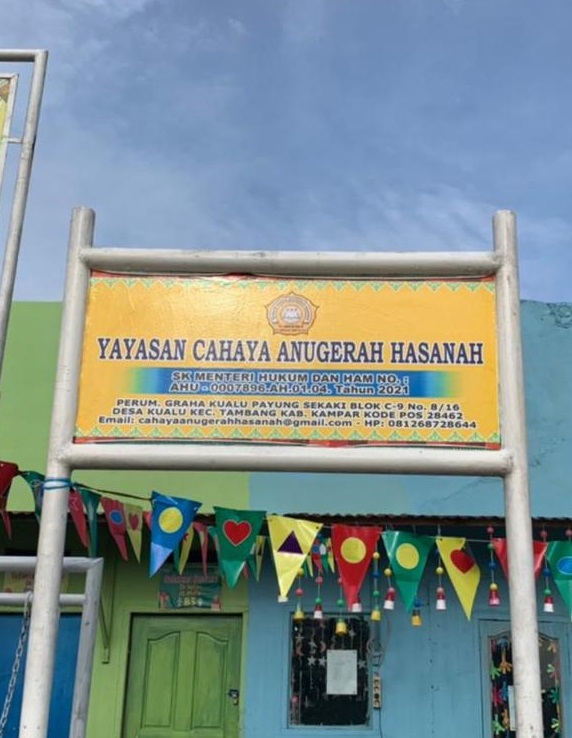 YAYASAN CAHAYA ANUGERAH HASANAH
SK MENTERI HUKUM DAN HAM NO. :
AHU - 0007896.AH.01.04. Tahun 2021
PERUM. GRAHA KUALU PAYUNG SEKAKI BLOK C-9 No. 8/16
DESA KUALU KEC. TAMBANG KAB. KAMPAR KODE POS 28462
Email: cahayaanugerahhasanah@gmail.com - HP: 081268728644